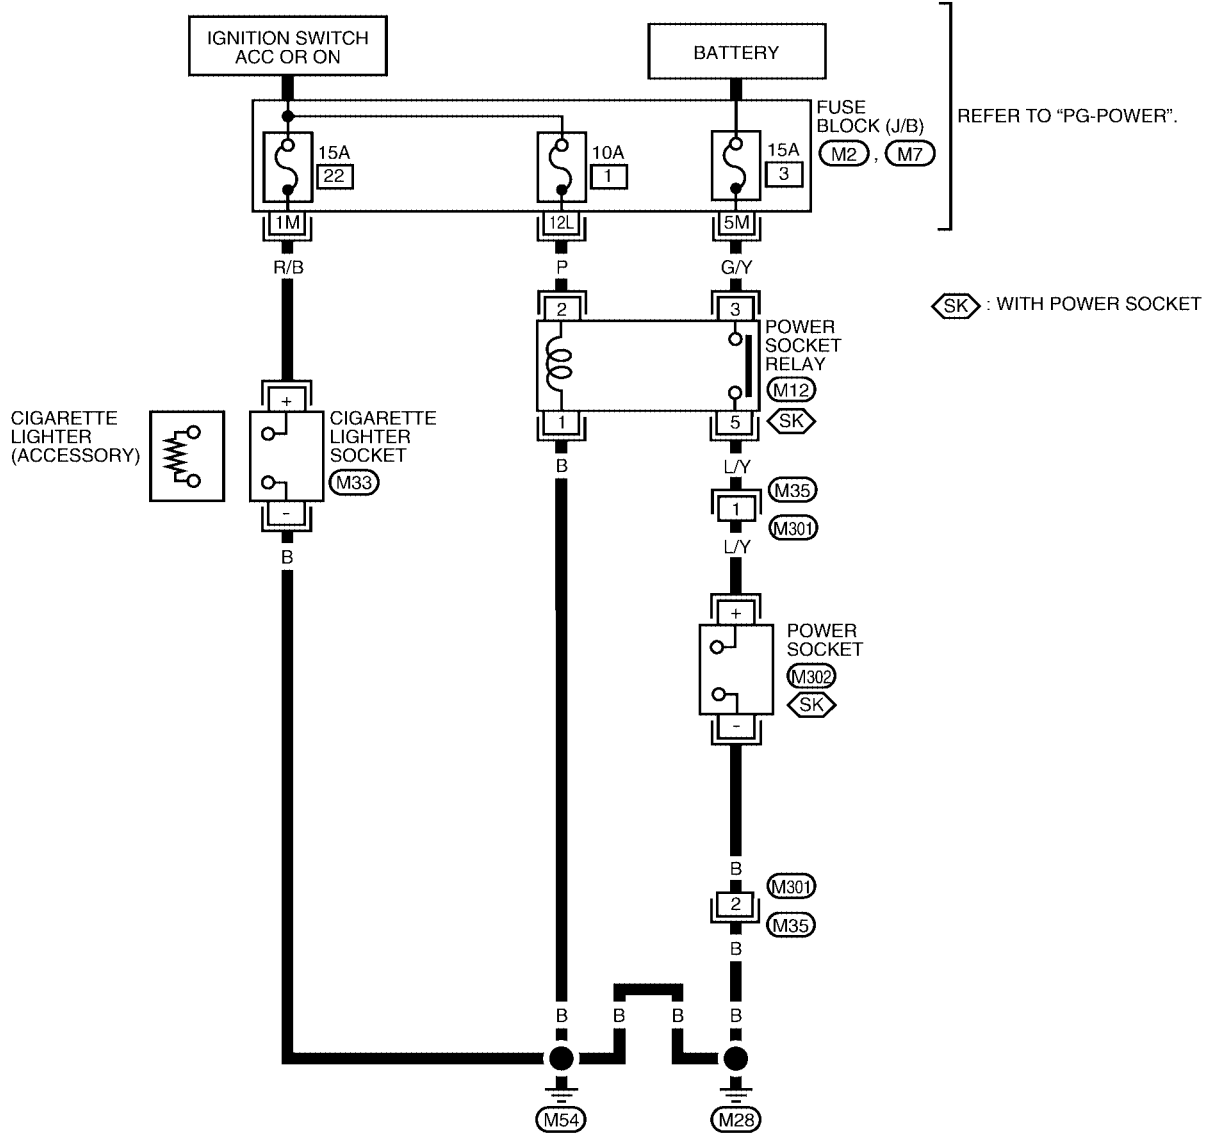 IGNITION SWITCH
ACC OR ON
BATTERY
FUSE
BLOCK (J/B)
M2 , M7
REFER TO “PG-POWER”.
15A
22
10A
1
15A
3
1M
12L
5M
R/B
P
G/Y
SK : WITH POWER SOCKET
2
3
POWER
SOCKET
RELAY
M12
SK
1
5
+
CIGARETTE
LIGHTER
(ACCESSORY)
CIGARETTE
LIGHTER
SOCKET
M33
-
B
B
L/Y
M35
1
M301
L/Y
+
POWER
SOCKET
M302
SK
-
B
M301
2
M35
B
B
B
B
B
M54
M28